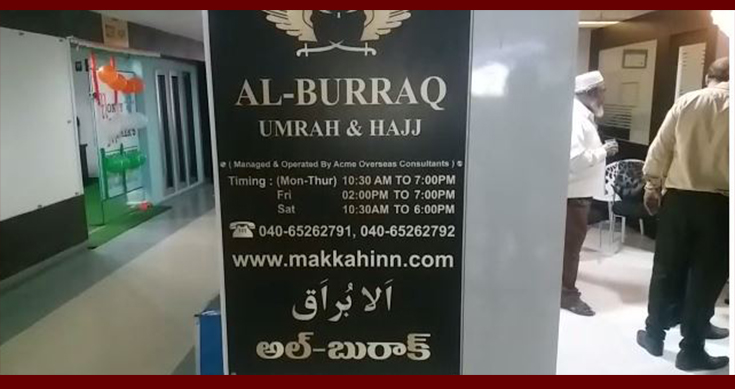 AL-BURRAQ
UMRAH & HAJJ
( Managed & Operated By Acme Overseas Consultants )
Timing : (Mon-Thur) 10:30 AM TO 7:00PM
Fri 02:00PM TO 7:00PM
Sat 10:30AM TO 6:00PM
040-65262791, 040-65262792
www.makkahinn.com
اَلا بُراَق
అల్-బురాక్